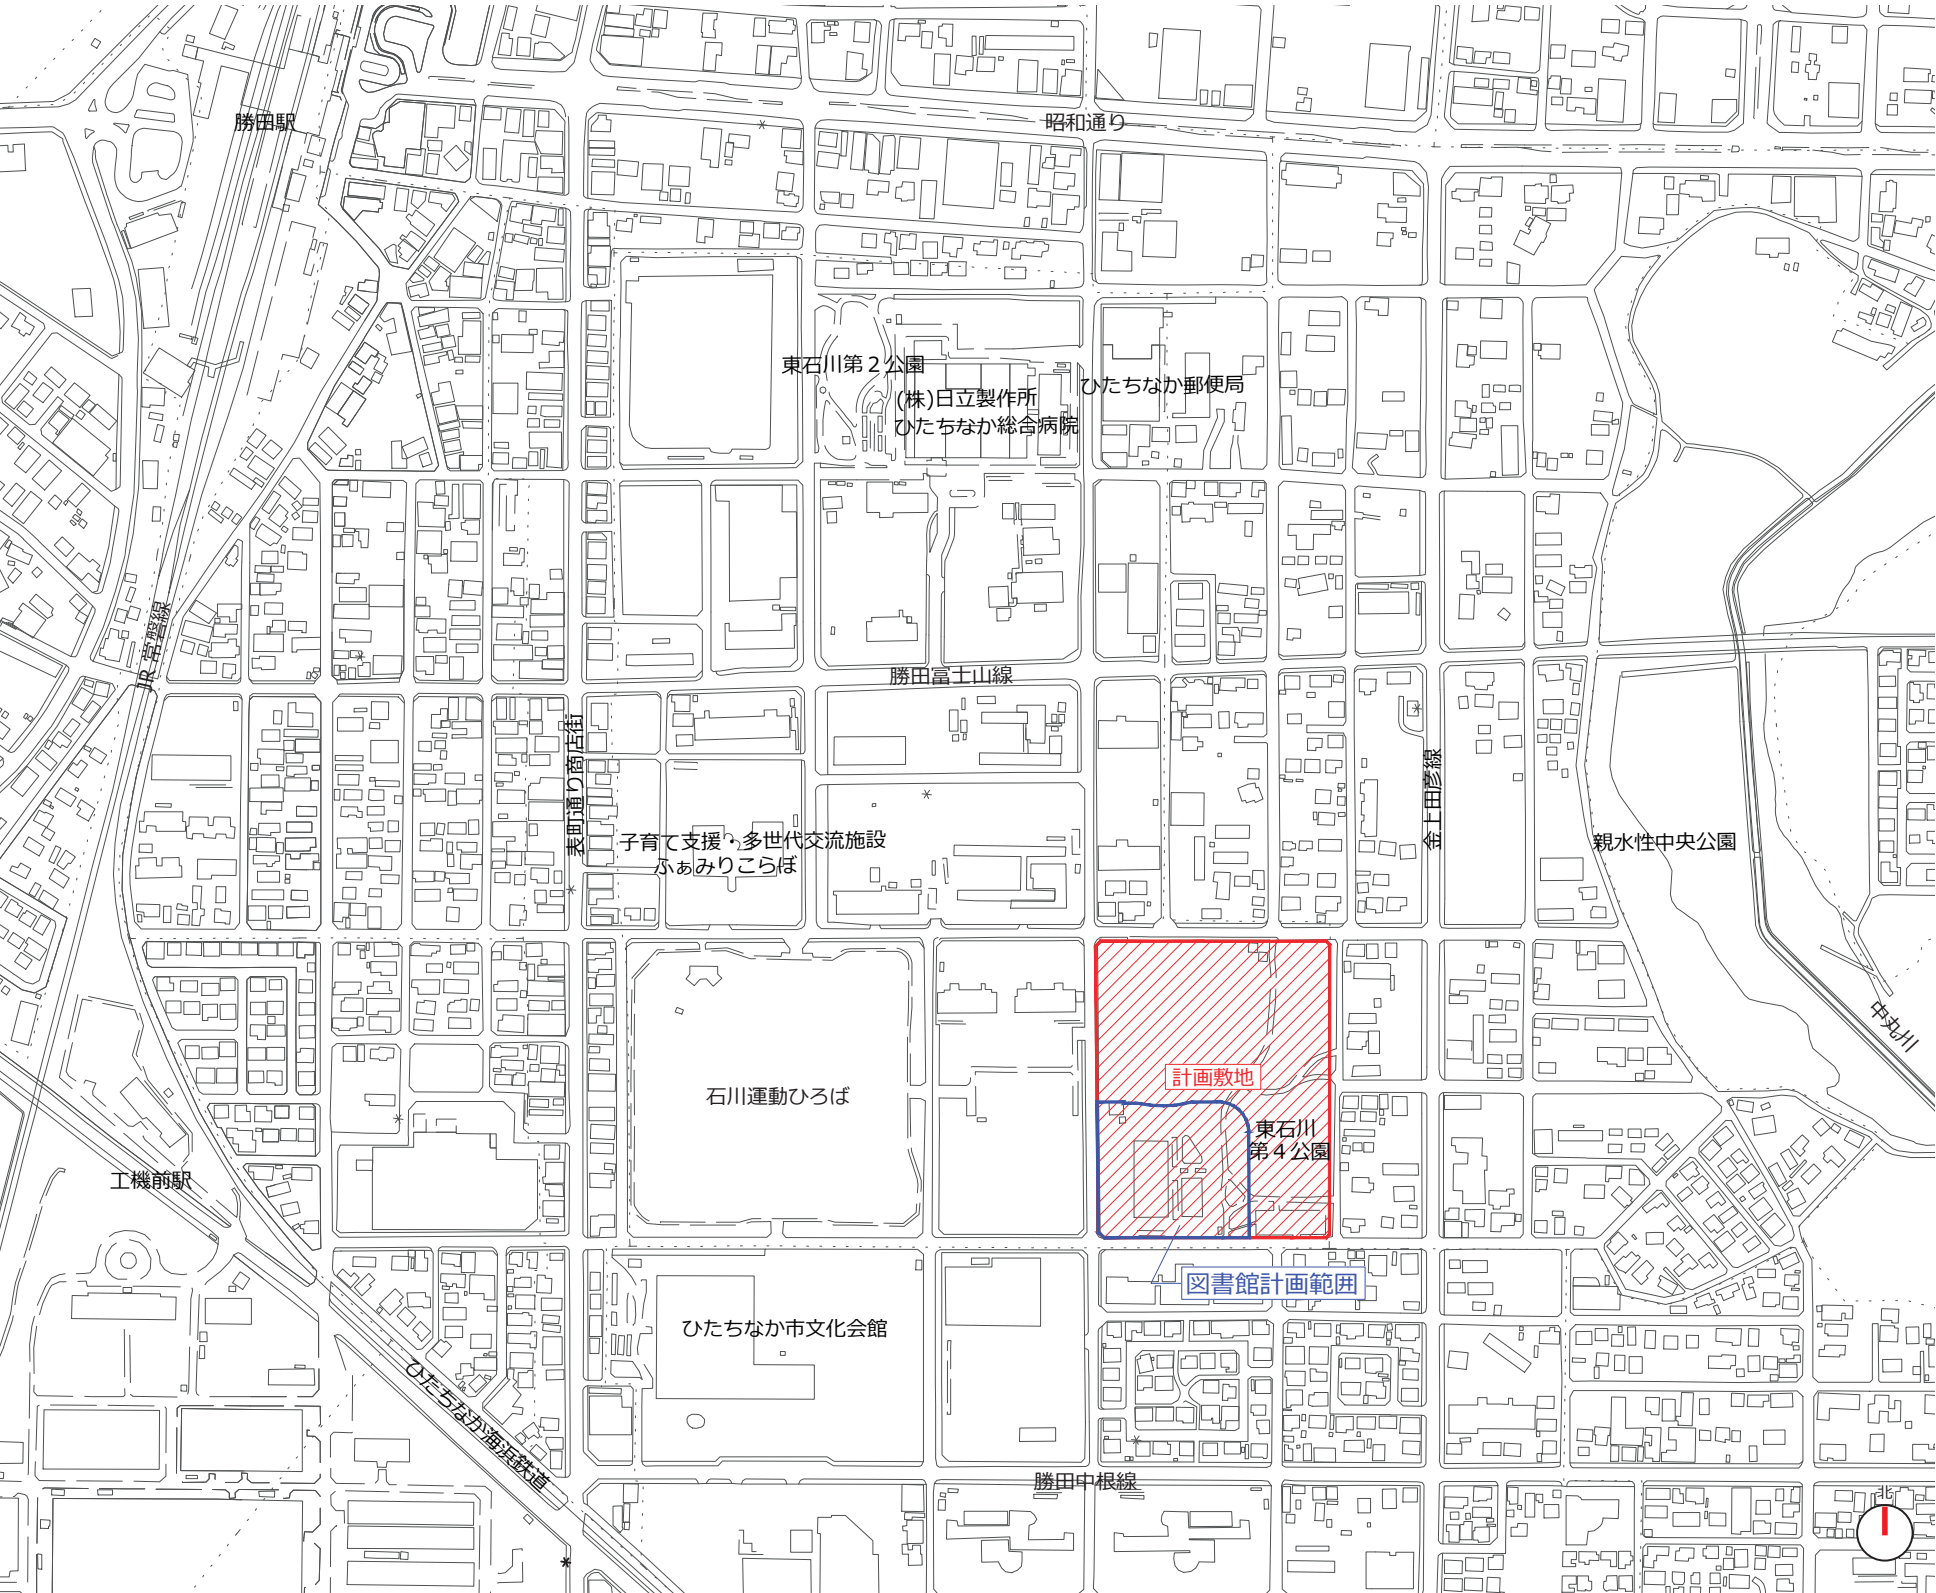 勝田駅
昭和通り
東石川第２公園
(株)日立製作所
ひたちなか総合病院
ひたちなか郵便局
JR 常磐線
勝田富士山線
表町通り商店街
金上田彦線
子育て支援・多世代交流施設
ふぁみりこらぼ
親水性中央公園
中丸川
計画敷地
石川運動ひろば
東石川
第４公園
工機前駅
図書館計画範囲
ひたちなか市文化会館
ひたちなか海浜鉄道
勝田中根線
北